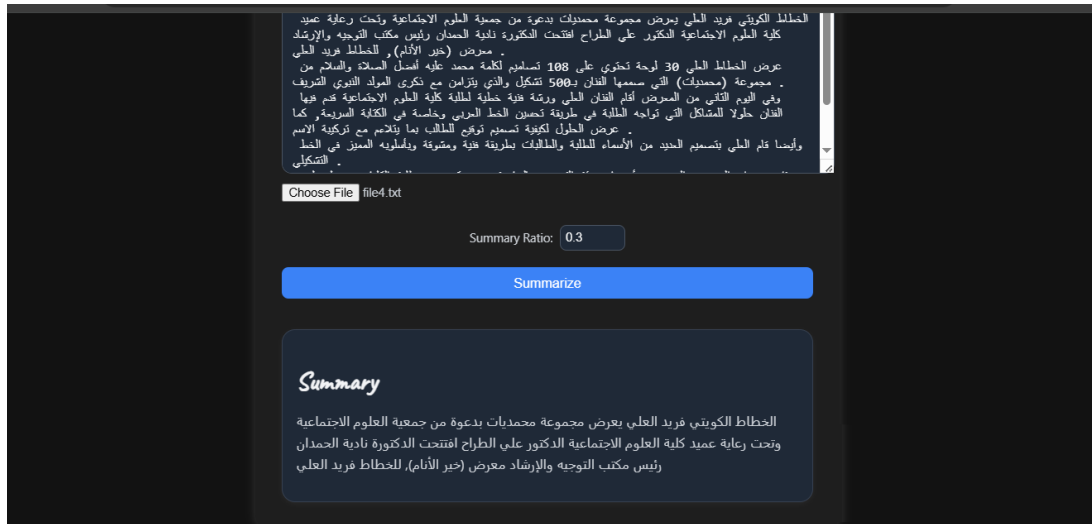 الخطاط الكويتي فريد العلي يعرض مجموعة محمديات بدعوة من جمعية العلوم الاجتماعية وتحت رعاية عميد
كلية العلوم الاجتماعية الدكتور علي الطراح افتتحت الدكتورة نادية الحمدان رئيس مكتب التوجيه والإرشاد
. معرض (خير الأنام), للخطاط فريد العلي
عرض الخطاط العلي 30 لوحة تحتوي على 108 تصاميم لكلمة محمد عليه أفضل الصلاة والسلام من
. مجموعة (محمديات) التي صممها الفنان بـ500 تشكيل والذي يتزامن مع ذكرى المولد النبوي الشريف
وفي اليوم الثاني من المعرض أقام الفنان العلي ورشة فنية خطية لطلبة كلية العلوم الاجتماعية قدم فيها
الفنان حلولا للمشاكل التي تواجه الطلبة في طريقة تحسين الخط العربي وخاصة في الكتابة السريعة, كما
. عرض الحلول لكيفية تصميم توقيع للطالب بما يتلاءم مع تركيبة الاسم
وأيضا قام العلي بتصميم العديد من الأسماء للطلبة والطالبات بطريقة فنية ومشوقة وبأسلوبه المميز في الخط
. التشكيلي
Choose File file4.txt
Summary Ratio: 0.3
Summarize
Summary
الخطاط الكويتي فريد العلي يعرض مجموعة محمديات بدعوة من جمعية العلوم الاجتماعية
وتحت رعاية عميد كلية العلوم الاجتماعية الدكتور علي الطراح افتتحت الدكتورة نادية الحمدان
رئيس مكتب التوجيه والإرشاد معرض (خير الأنام), للخطاط فريد العلي